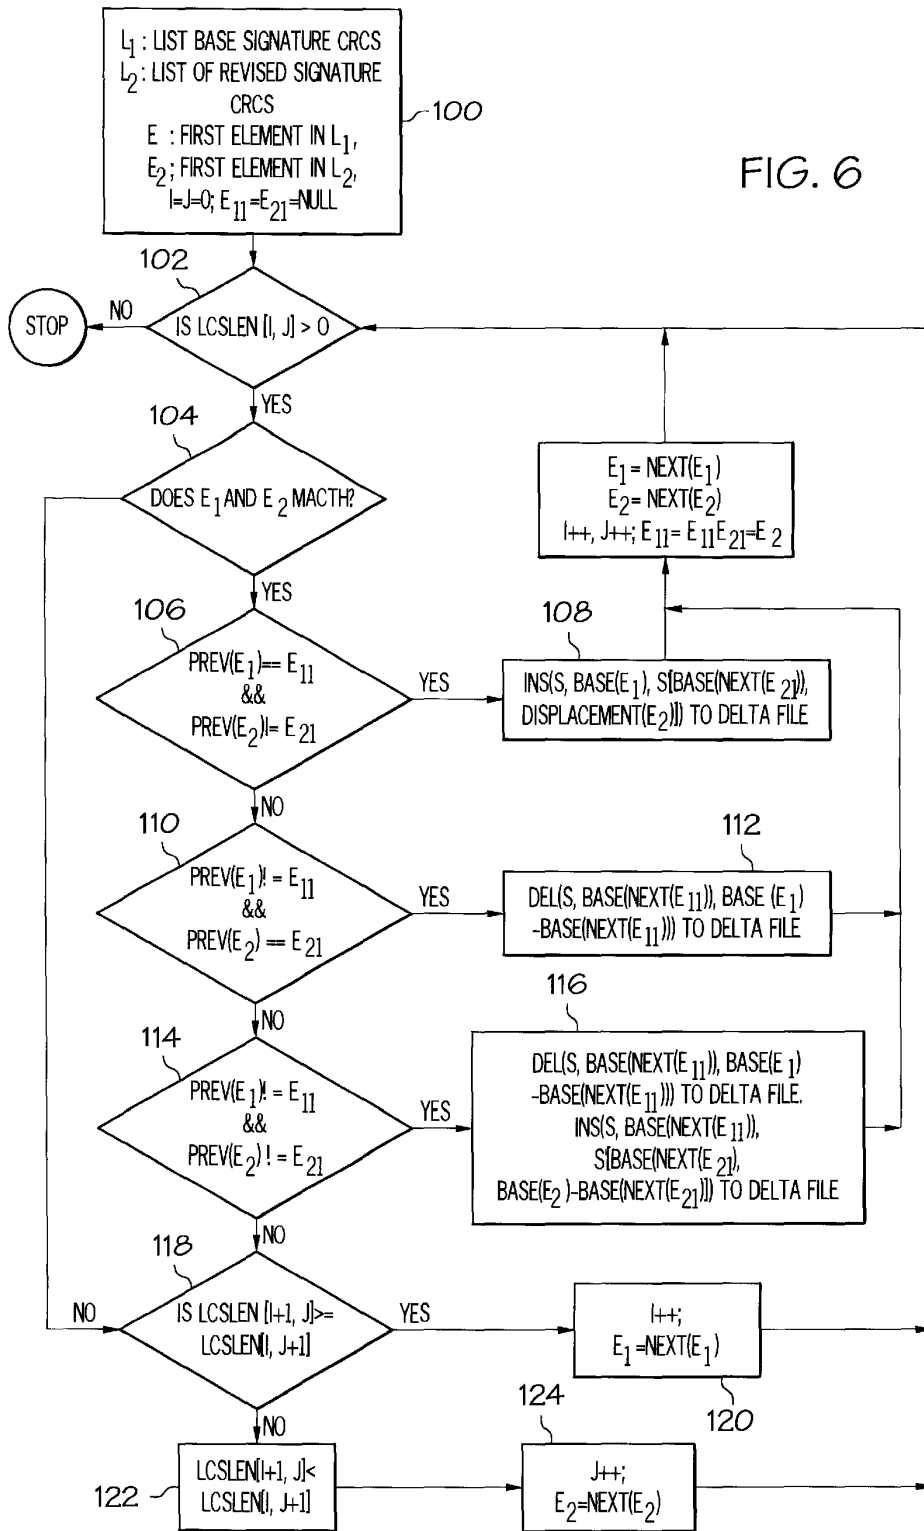 L1 : LIST BASE SIGNATURE CRCS
L2 : LIST OF REVISED SIGNATURE
CRCS
E : FIRST ELEMENT IN L1,
E2; FIRST ELEMENT IN L2,
I=J=0; E11=E21=NULL
100
FIG. 6
102
STOP
NO
IS LCSLEN [I, J] > 0
YES
104
DOES E1 AND E2 MACTH?
E1 = NEXT(E1)
E2 = NEXT(E2)
I++, J++; E11= E11E21=E2
YES
106
PREV(E1)== E11
&&
PREV(E2)!= E21
YES
108
INS(S, BASE(E1), S[BASE(NEXT(E21)),
DISPLACEMENT(E2)]) TO DELTA FILE
NO
110
PREV(E1)! = E11
&&
PREV(E2) == E21
YES
112
DEL(S, BASE(NEXT(E11)), BASE (E1)
-BASE(NEXT(E11))) TO DELTA FILE
NO
114
PREV(E1)! = E11
&&
PREV(E2) ! = E21
YES
116
DEL(S, BASE(NEXT(E11)), BASE(E1)
-BASE(NEXT(E11))) TO DELTA FILE.
INS(S, BASE(NEXT(E11)),
S[BASE(NEXT(E21),
BASE(E2)-BASE(NEXT(E21)]) TO DELTA FILE
NO
118
NO
IS LCSLEN [I+1, J]>=
LCSLEN[I, J+1]
YES
I++;
E1=NEXT(E1)
120
NO
122
LCSLEN[I+1, J]<
LCSLEN[I, J+1]
124
J++;
E2=NEXT(E2)